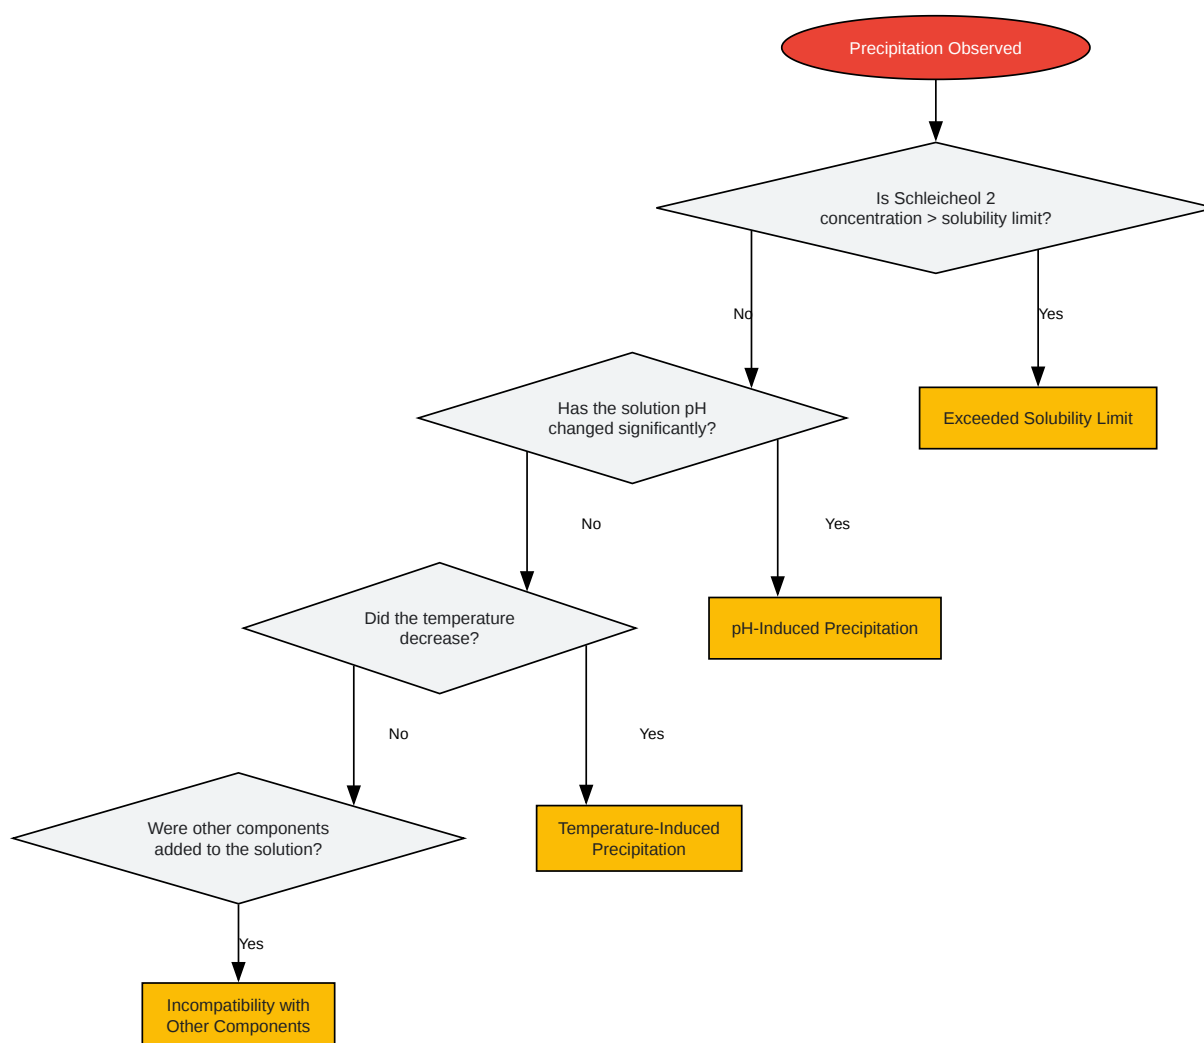 Precipitation Observed
Is Schleicheol 2
concentration > solubility limit?
No
Yes
Has the solution pH
changed significantly?
Exceeded Solubility Limit
No
Yes
Did the temperature
decrease?
pH-Induced Precipitation
No
Yes
Were other components
added to the solution?
Temperature-Induced
Precipitation
Yes
Incompatibility with
Other Components